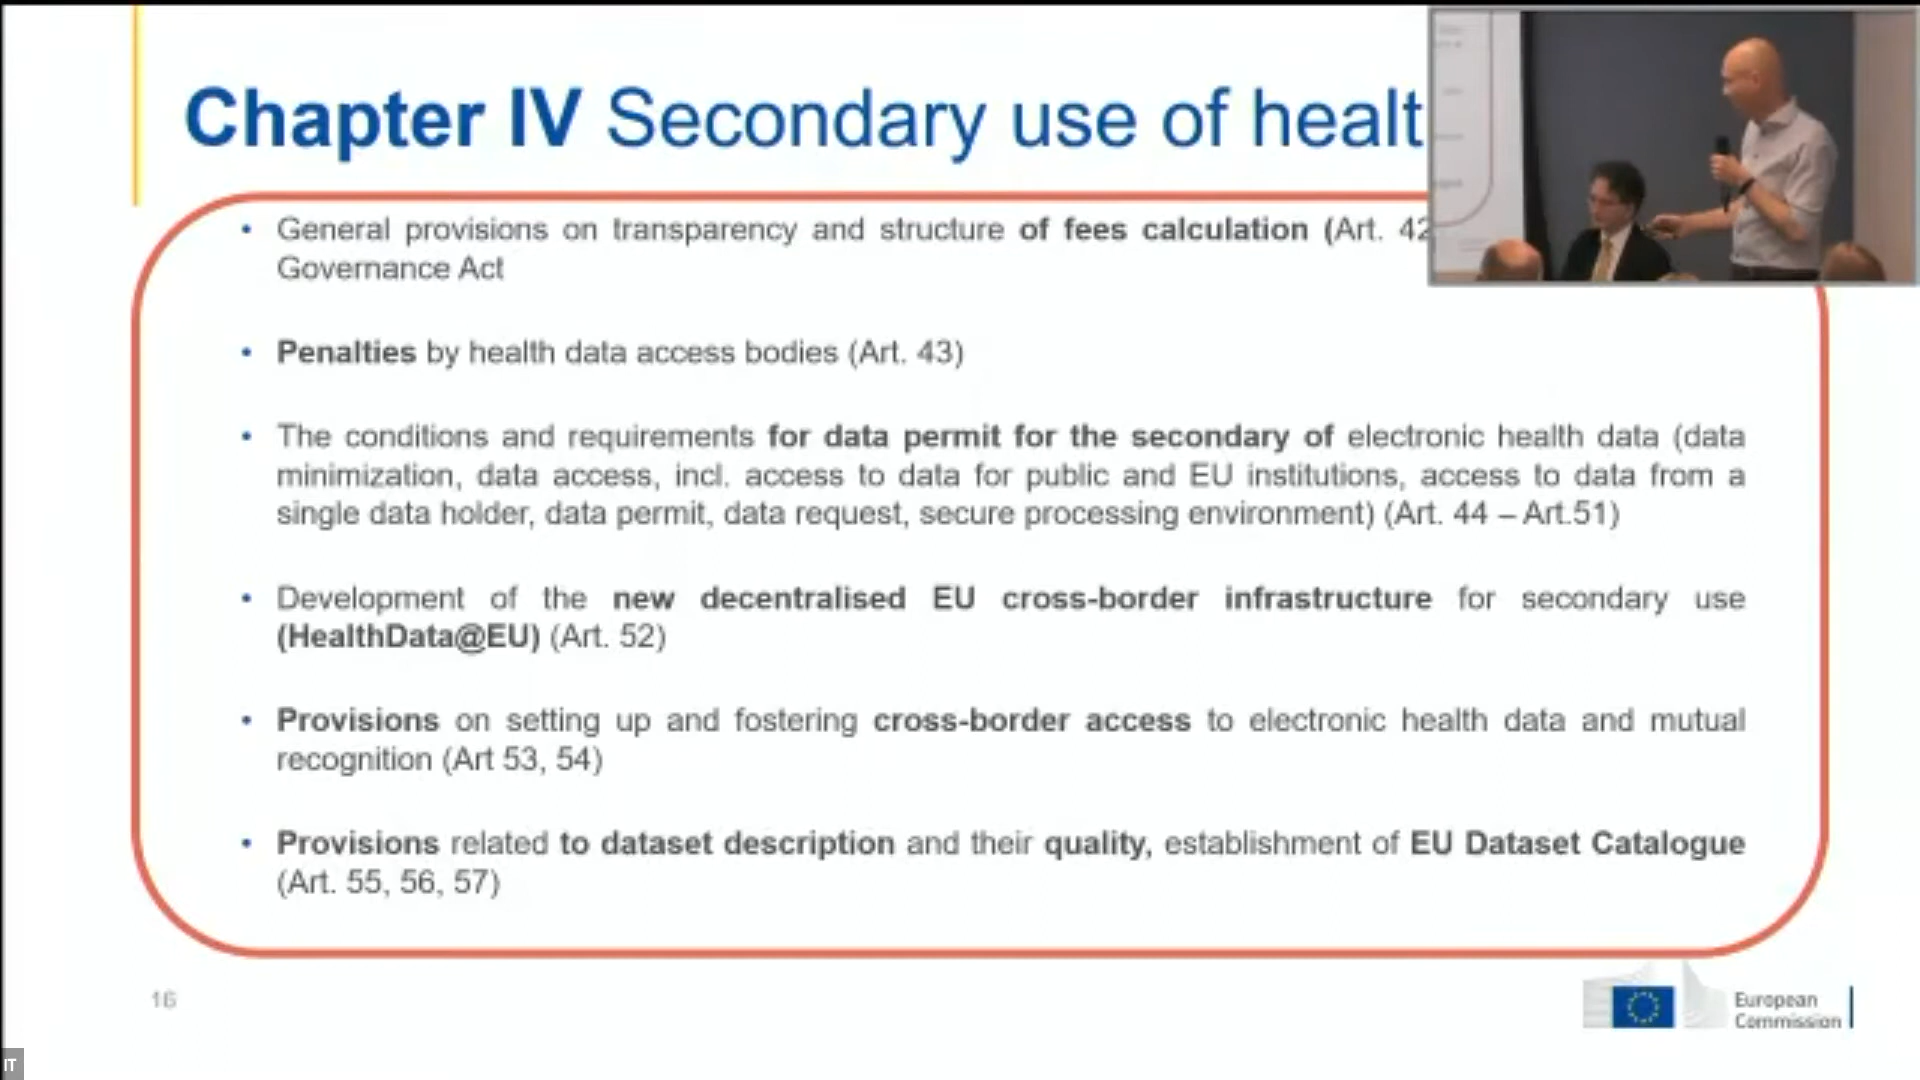 Chapter IV Secondary use of healt
• General provisions on transparency and structure of fees calculation (Art. 42
Governance Act
• Penalties by health data access bodies (Art. 43)
• The conditions and requirements for data permit for the secondary of electronic health data (data
minimization, data access, incl. access to data for public and EU institutions, access to data from a
single data holder, data permit, data request, secure processing environment) (Art. 44 – Art.51)
• Development of the new decentralised EU cross-border infrastructure for secondary use
(HealthData@EU) (Art. 52)
• Provisions on setting up and fostering cross-border access to electronic health data and mutual
recognition (Art 53, 54)
• Provisions related to dataset description and their quality, establishment of EU Dataset Catalogue
(Art. 55, 56, 57)
16
European
Commission
IT